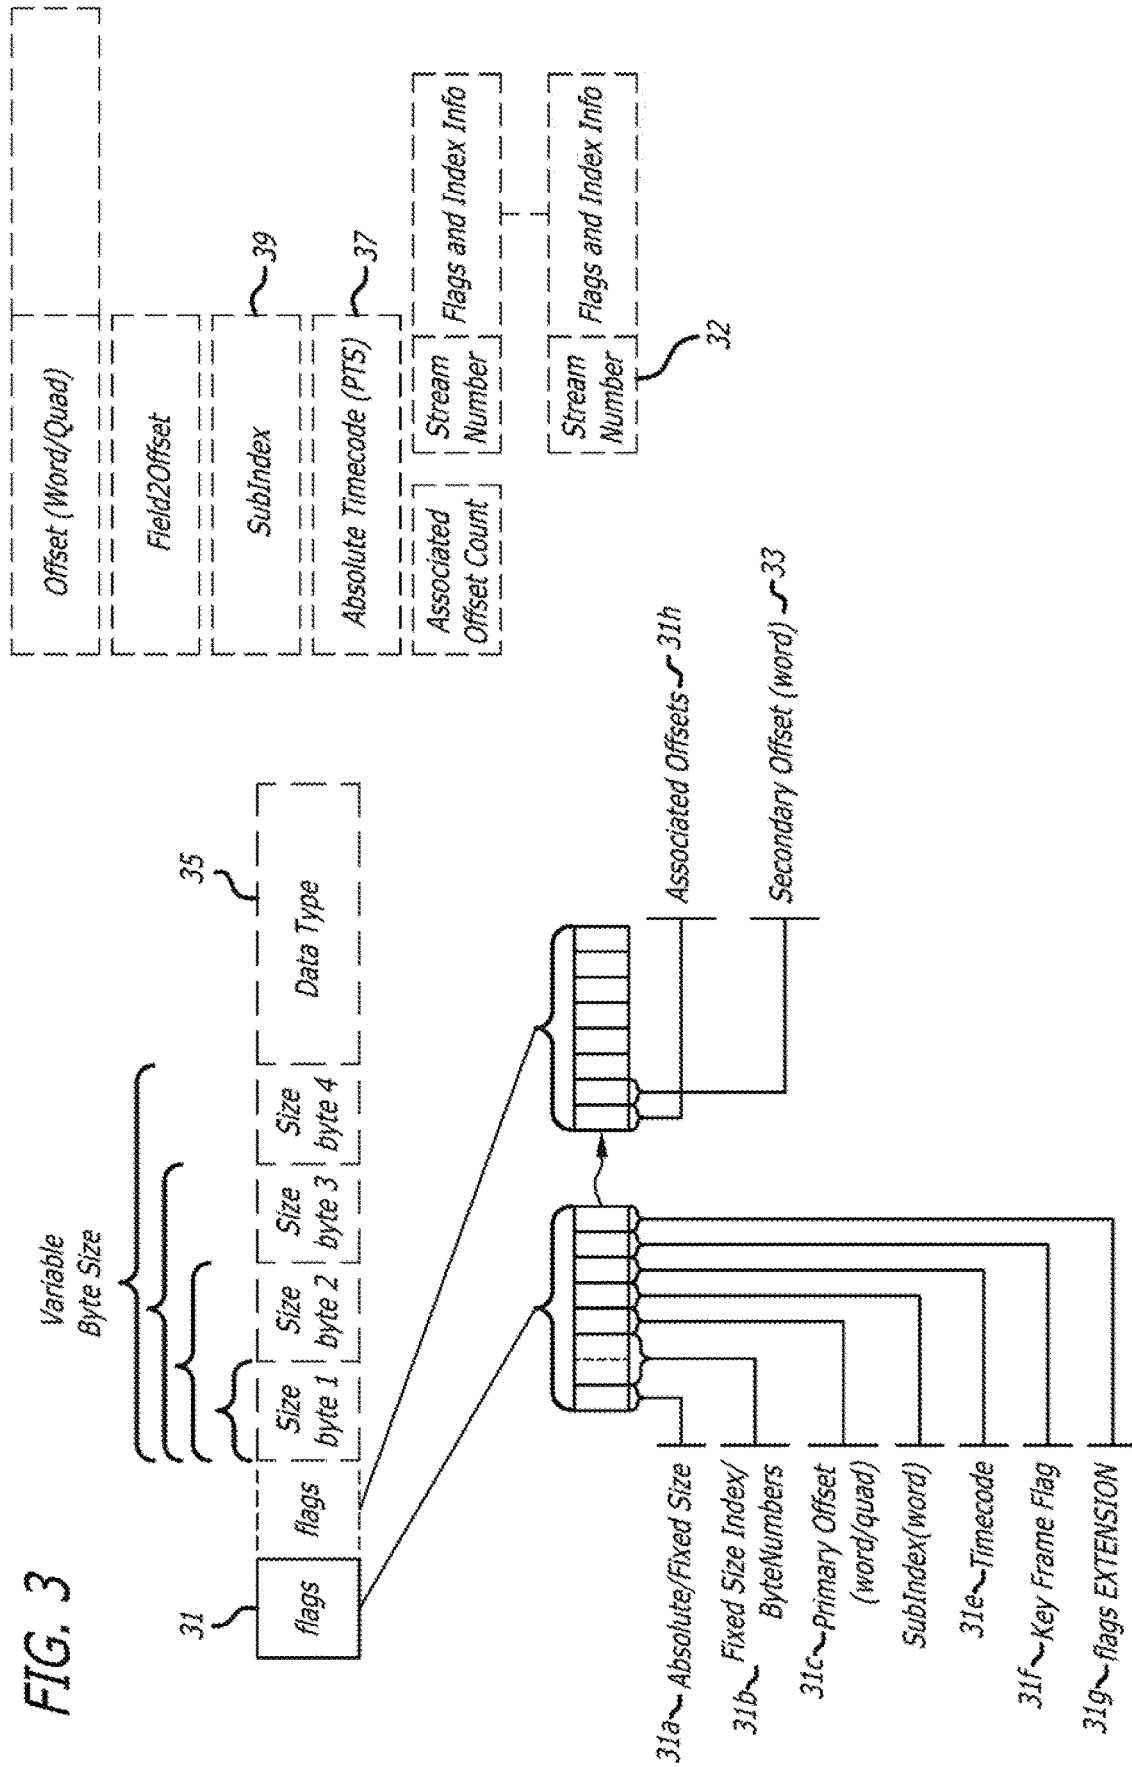 FIG. 3
Variable
Byte Size
31
35
flags
flags
Size
byte 1
Size
byte 2
Size
byte 3
Size
byte 4
Data Type
31a
Absolute/Fixed Size
31b
Fixed Size Index/
ByteNumbers
31c
Primary Offset
(word/quad)
SubIndex(word)
31e
Timecode
31f
Key Frame Flag
31g
flags EXTENSION
Associated Offsets
31h
Secondary Offset (word)
33
Offset (Word/Quad)
Field2Offset
SubIndex
39
Absolute Timecode (PTS)
37
Associated
Offset Count
Stream
Number
Flags and Index Info
Stream
Number
Flags and Index Info
32